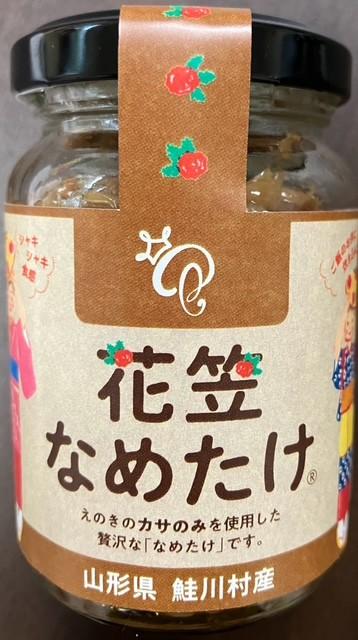 シャキ
シャキ
食感
花笠
なめたけ®
えのきのカサのみを使用した
贅沢な「なめたけ」です。
山形県 鮭川村産